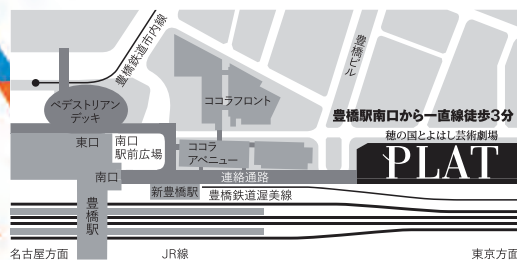 豊橋鉄道市内線
豊橋ビル
ペデストリアン
デッキ
ココラフロント
豊橋駅南口から一直線徒歩3分
穂の国とよはし芸術劇場
PLAT
東口
南口
駅前広場
ココラ
アベニュー
南口
連絡通路
新豊橋駅
豊橋鉄道渥美線
豊橋駅
名古屋方面
JR線
東京方面